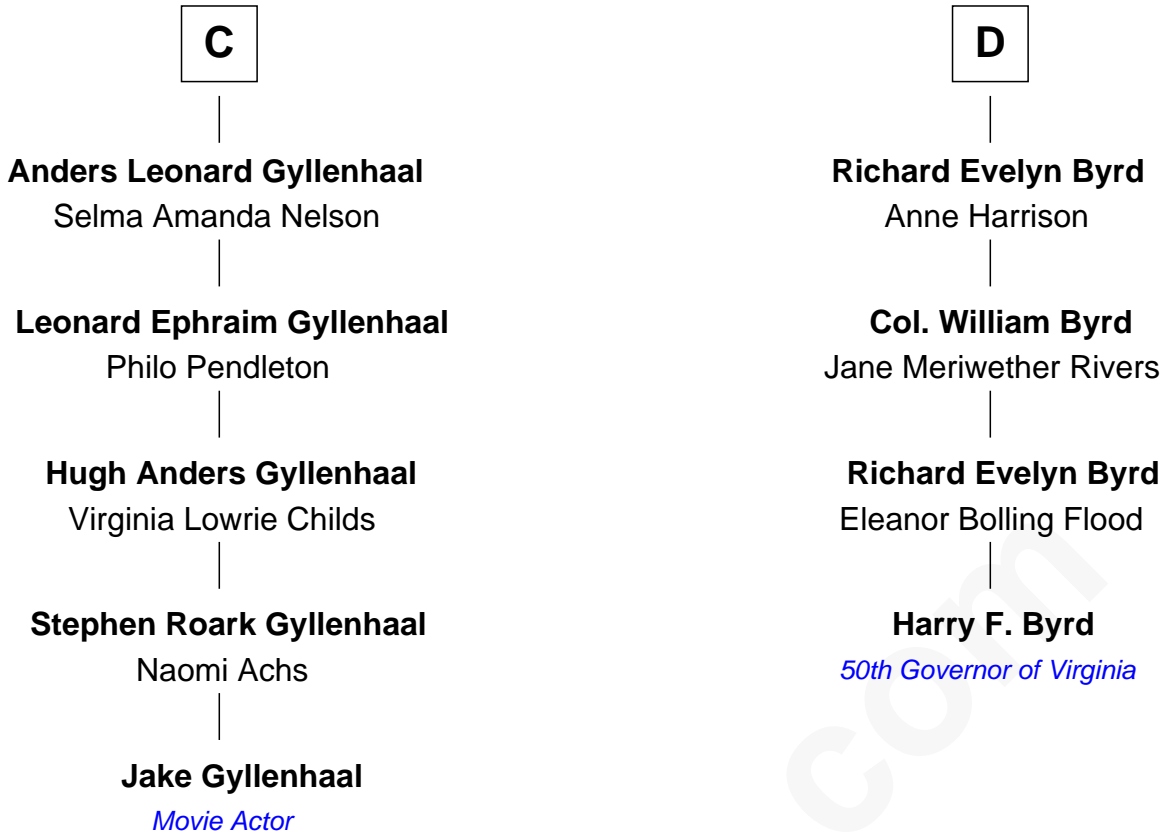 C
Anders Leonard Gyllenhaal
Selma Amanda Nelson
Leonard Ephraim Gyllenhaal
Philo Pendleton
Hugh Anders Gyllenhaal
Virginia Lowrie Childs
Stephen Roark Gyllenhaal
Naomi Achs
Jake Gyllenhaal
Movie Actor
D
Richard Evelyn Byrd
Anne Harrison
Col. William Byrd
Jane Meriwether Rivers
Richard Evelyn Byrd
Eleanor Bolling Flood
Harry F. Byrd
50th Governor of Virginia
com